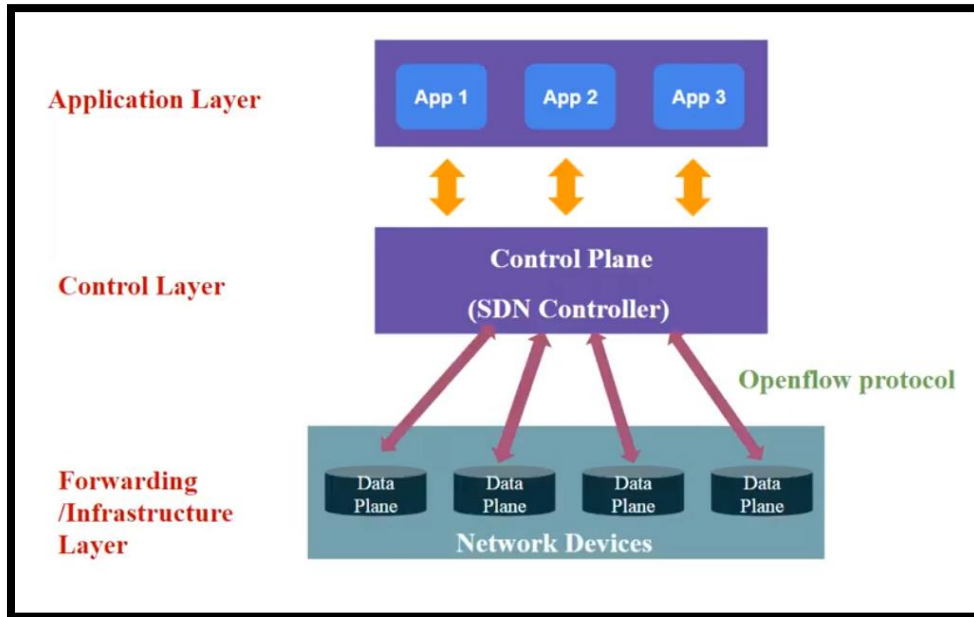 Application Layer
App 1
App 2
App 3
Control Layer
Control Plane
(SDN Controller)
Openflow protocol
Forwarding
/Infrastructure
Layer
Data
Plane
Data
Plane
Data
Plane
Data
Plane
Network Devices